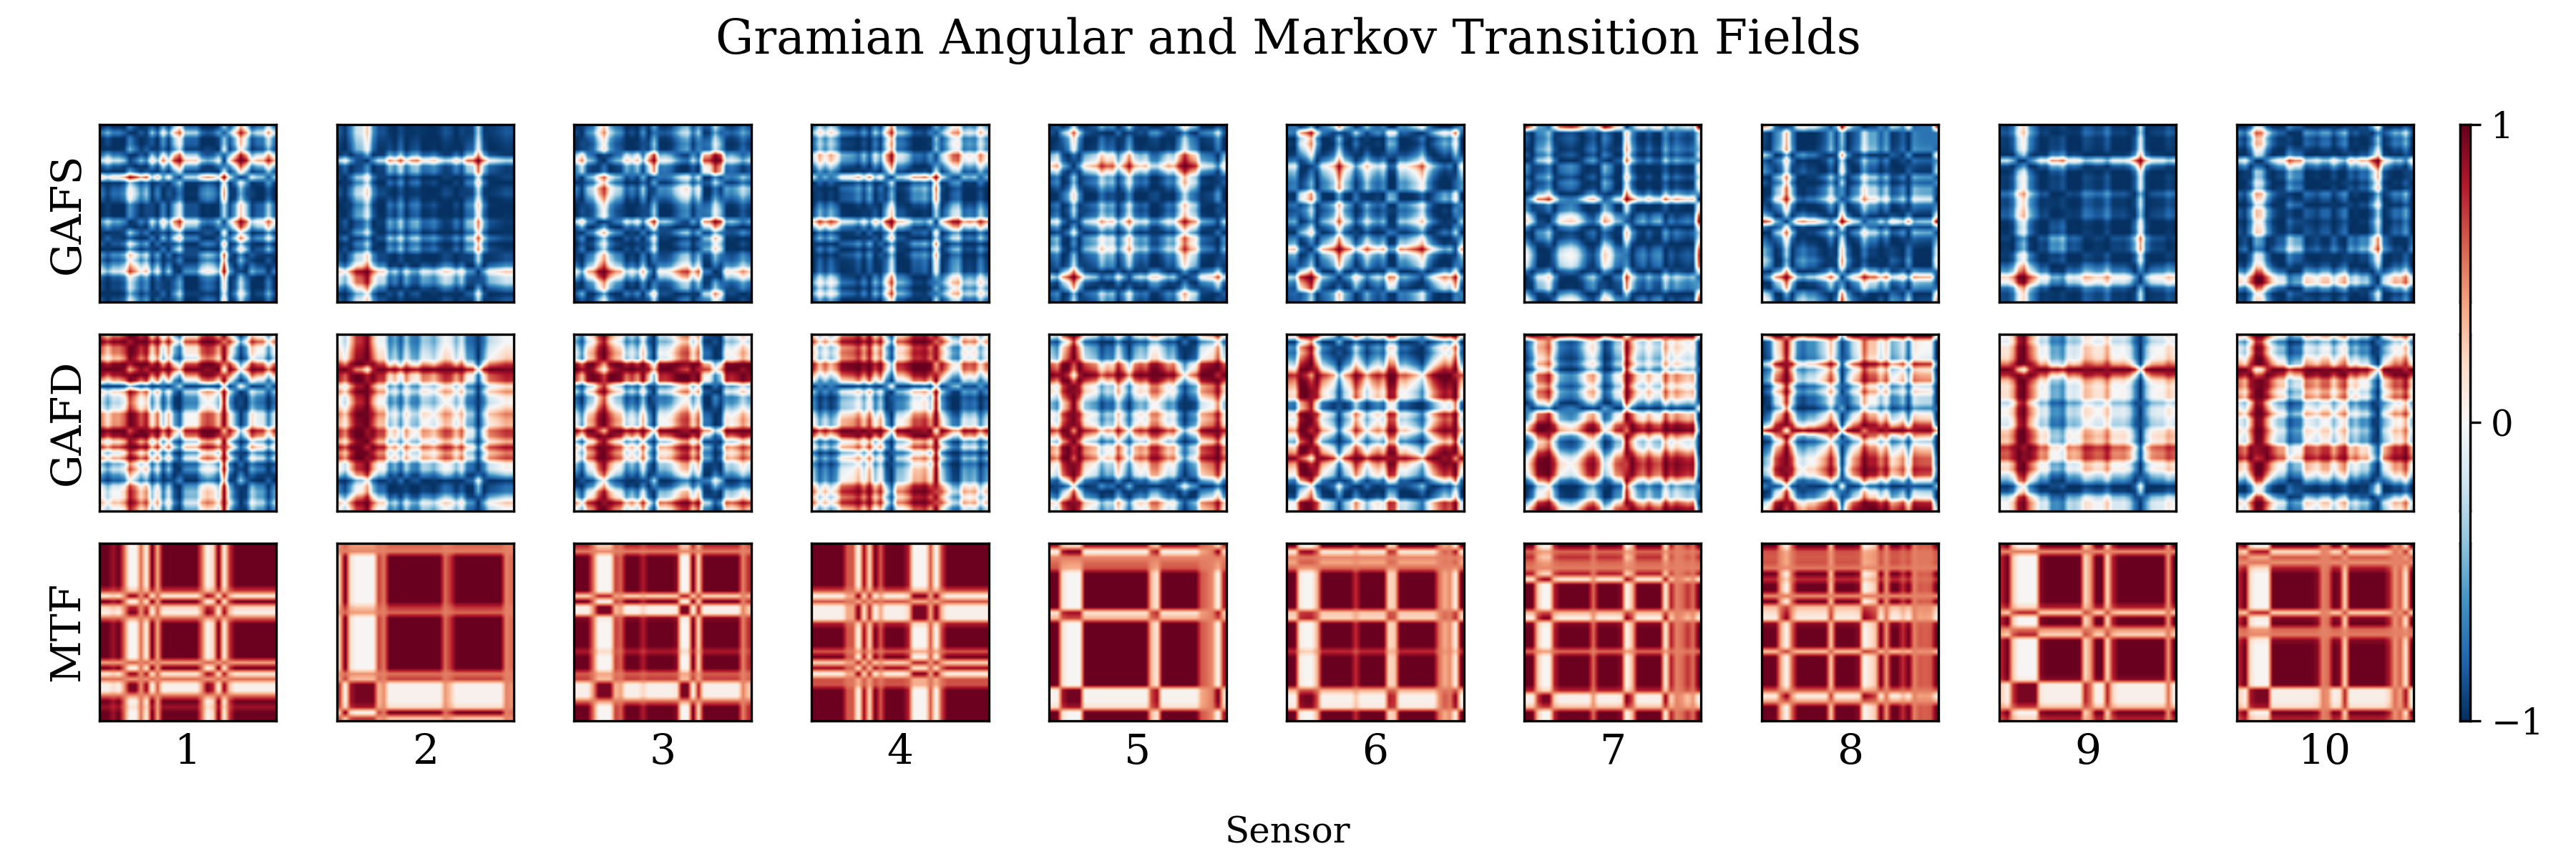 Gramian Angular and Markov Transition Fields
GAFS
GAFD
MTF
1 2 3 4 5 6 7 8 9 10
Sensor
1
0
−1